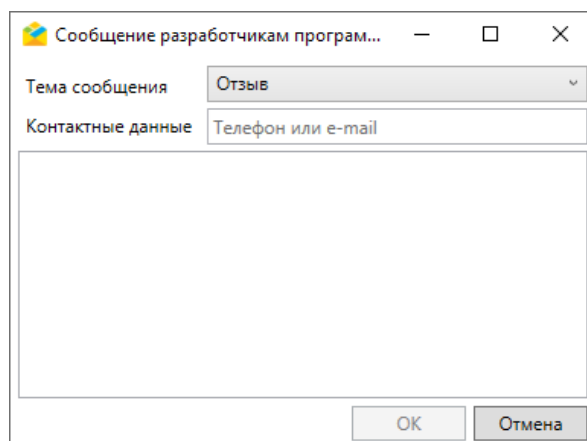 Сообщение разработчикам програм...
Тема сообщения
Отзыв
Контактные данные
Телефон или e-mail
OK
Отмена